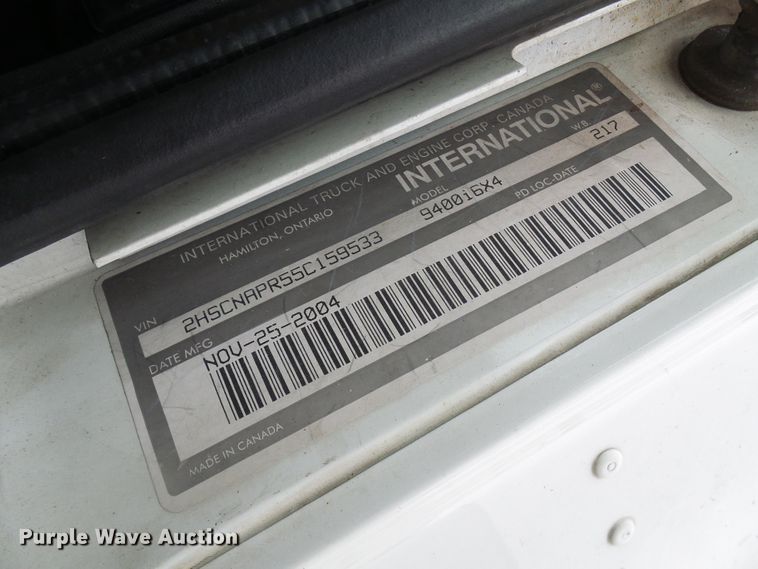 INTERNATIONAL TRUCK AND ENGINE CORP. CANADA
HAMILTON, ONTARIO
INTERNATIONAL®
VIN MODEL W.B.
2HSCNAPR55C159533 9400i6X4 217
DATE MFG PD LOC-DATE
NOV-25-2004
MADE IN CANADA
Purple Wave Auction